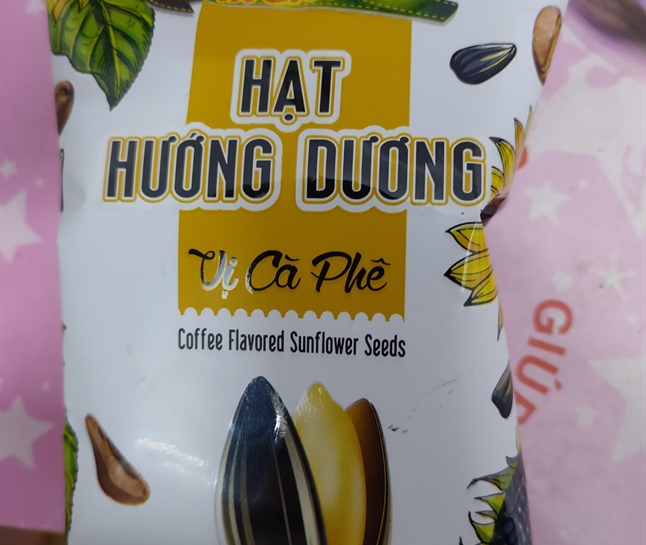 HẠT
HƯỚNG DƯƠNG
Vị Cà Phê
Coffee Flavored Sunflower Seeds